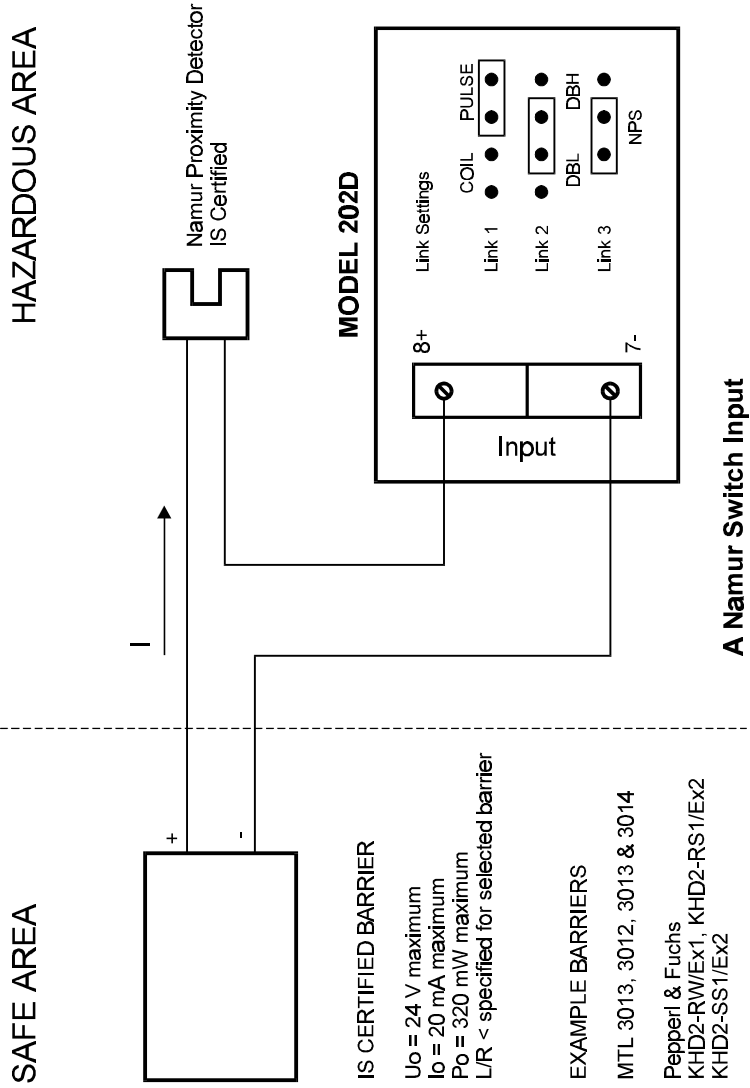 SAFE AREA
HAZARDOUS AREA
+
-
I
Namur Proximity Detector
IS Certified
IS CERTIFIED BARRIER
Uo = 24 V maximum
Io = 20 mA maximum
Po = 320 mW maximum
L/R < specified for selected barrier
EXAMPLE BARRIERS
MTL 3013, 3012, 3013 & 3014
Pepperl & Fuchs
KHD2-RW/Ex1, KHD2-RS1/Ex2
KHD2-SS1/Ex2
MODEL 202D
Input
8+
7-
Link Settings
COIL PULSE
Link 1
Link 2
DBL DBH
Link 3
NPS
A Namur Switch Input